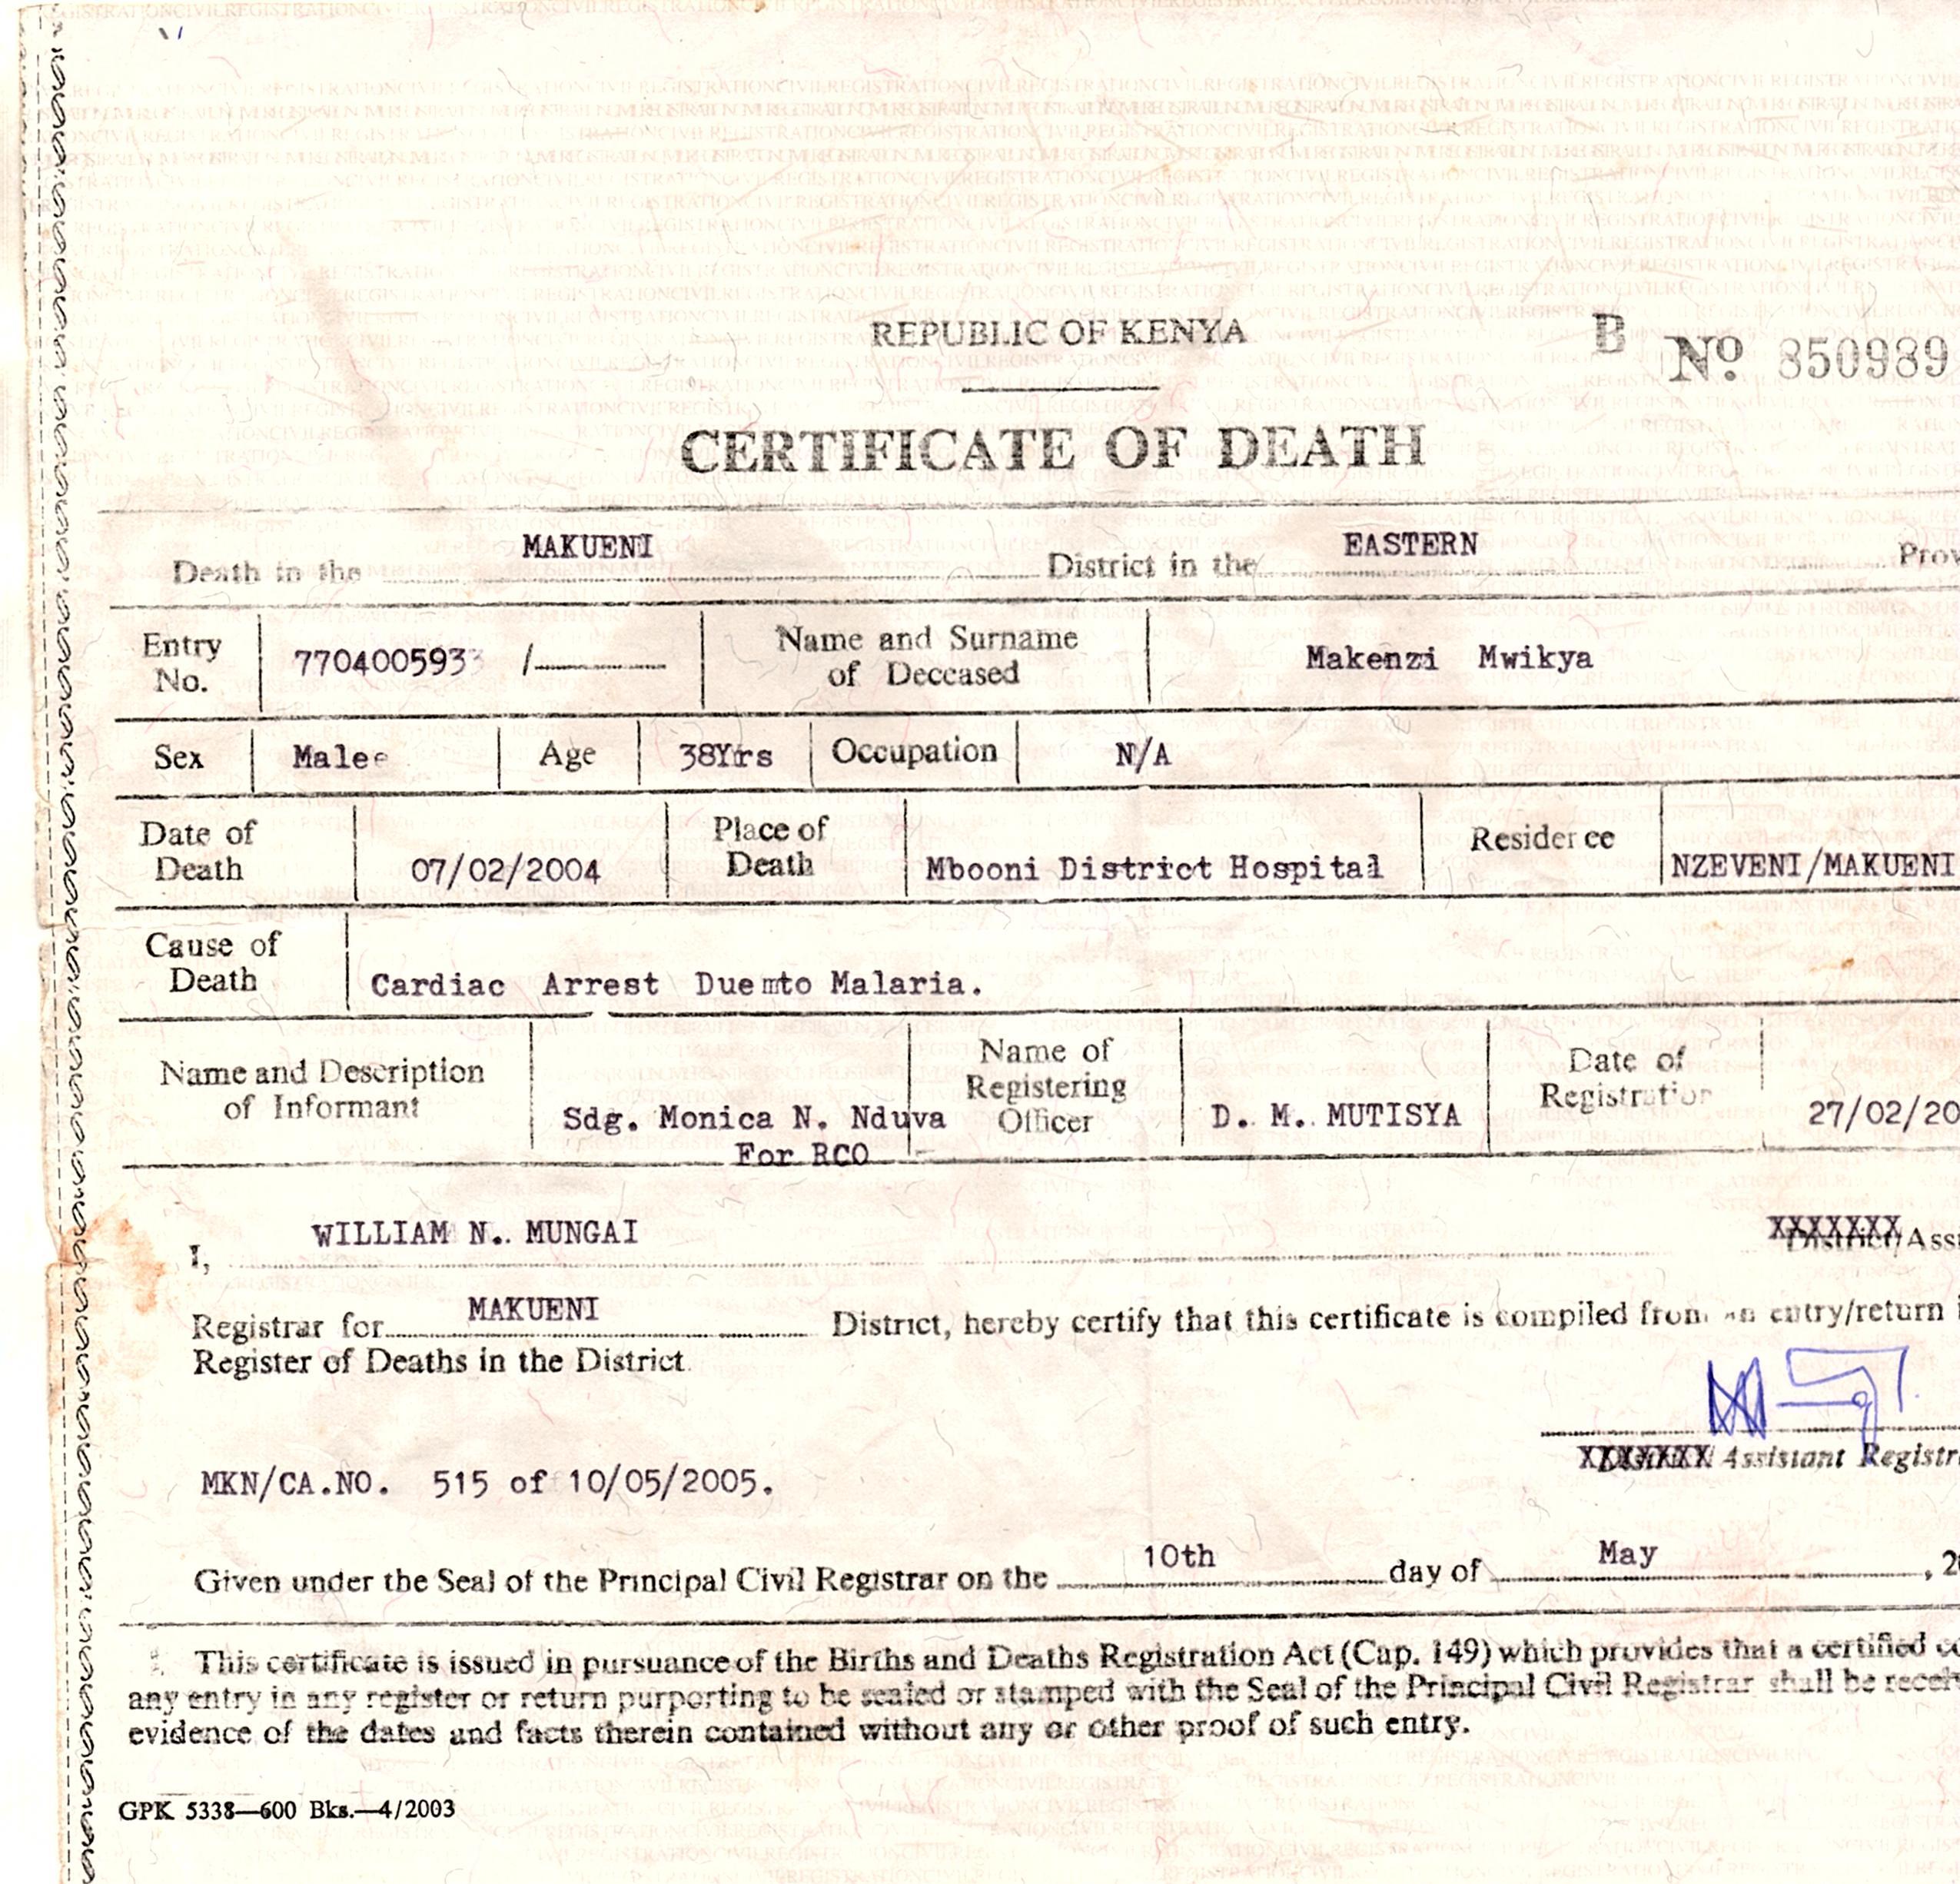 REPUBLIC OF KENYA
B Nº 850989
CERTIFICATE OF DEATH
Death in the MAKUENI District in the EASTERN Prov
Entry No. 7704005933 /—— Name and Surname of Deceased Makenzi Mwikya
Sex Malee Age 38Yrs Occupation N/A
Date of Death 07/02/2004 Place of Death Mbooni District Hospital Residence NZEVENI/MAKUENI
Cause of Death Cardiac Arrest Duemto Malaria.
Name and Description of Informant Sdg. Monica N. Nduva For RCO Name of Registering Officer D. M. MUTISYA Date of Registration 27/02/20
I, WILLIAM N. MUNGAI XXXXXXX District/Assi
Registrar for MAKUENI District, hereby certify that this certificate is compiled from an entry/return i
Register of Deaths in the District.
XXXXXXX Assistant Registr
MKN/CA.NO. 515 of 10/05/2005.
Given under the Seal of the Principal Civil Registrar on the 10th day of May , 2
This certificate is issued in pursuance of the Births and Deaths Registration Act (Cap. 149) which provides that a certified co
any entry in any register or return purporting to be sealed or stamped with the Seal of the Principal Civil Registrar shall be receiv
evidence of the dates and facts therein contained without any or other proof of such entry.
GPK 5338—600 Bks.—4/2003